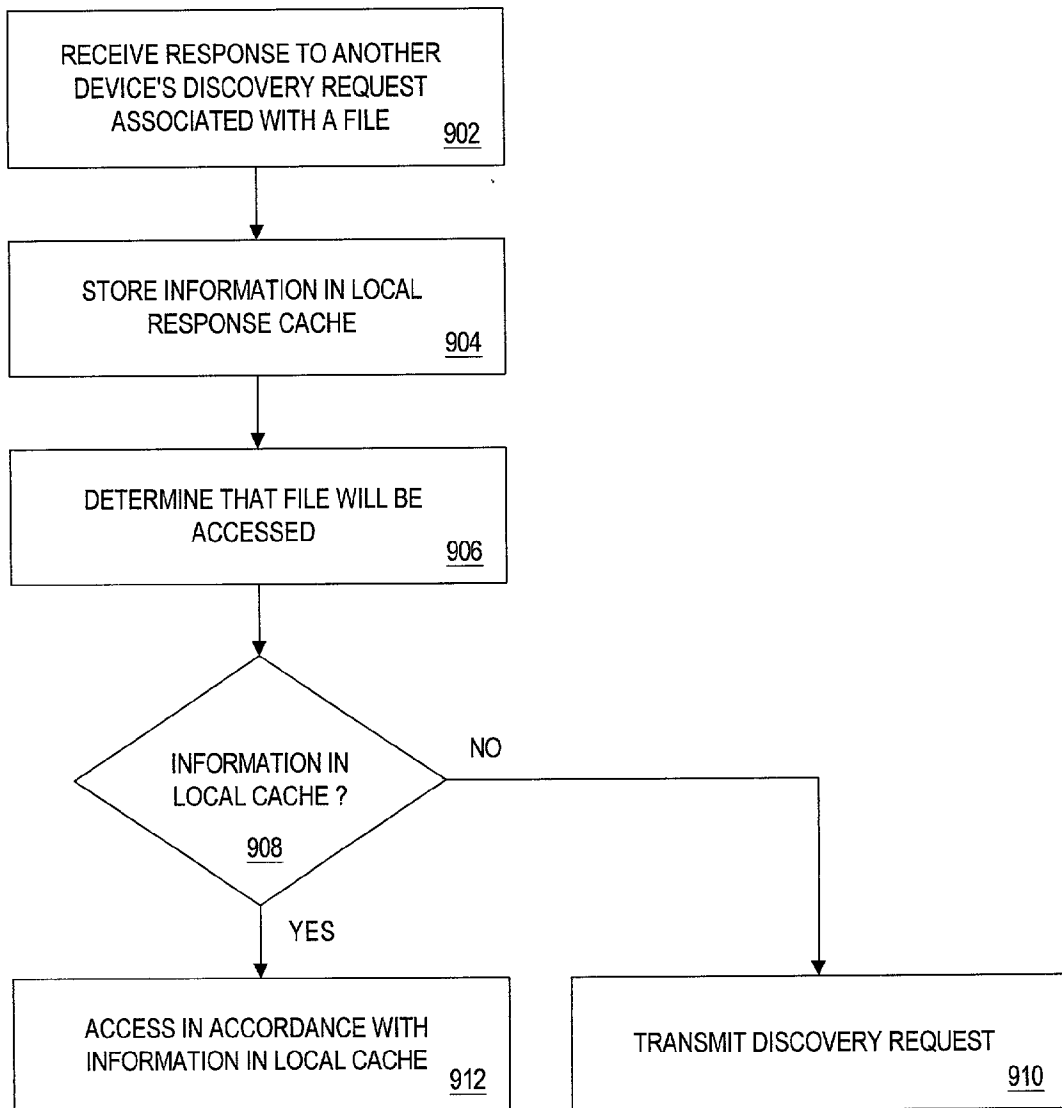 RECEIVE RESPONSE TO ANOTHER
DEVICE'S DISCOVERY REQUEST
ASSOCIATED WITH A FILE
902
STORE INFORMATION IN LOCAL
RESPONSE CACHE
904
DETERMINE THAT FILE WILL BE
ACCESSED
906
INFORMATION IN
LOCAL CACHE ?
908
NO
YES
ACCESS IN ACCORDANCE WITH
INFORMATION IN LOCAL CACHE
912
TRANSMIT DISCOVERY REQUEST
910